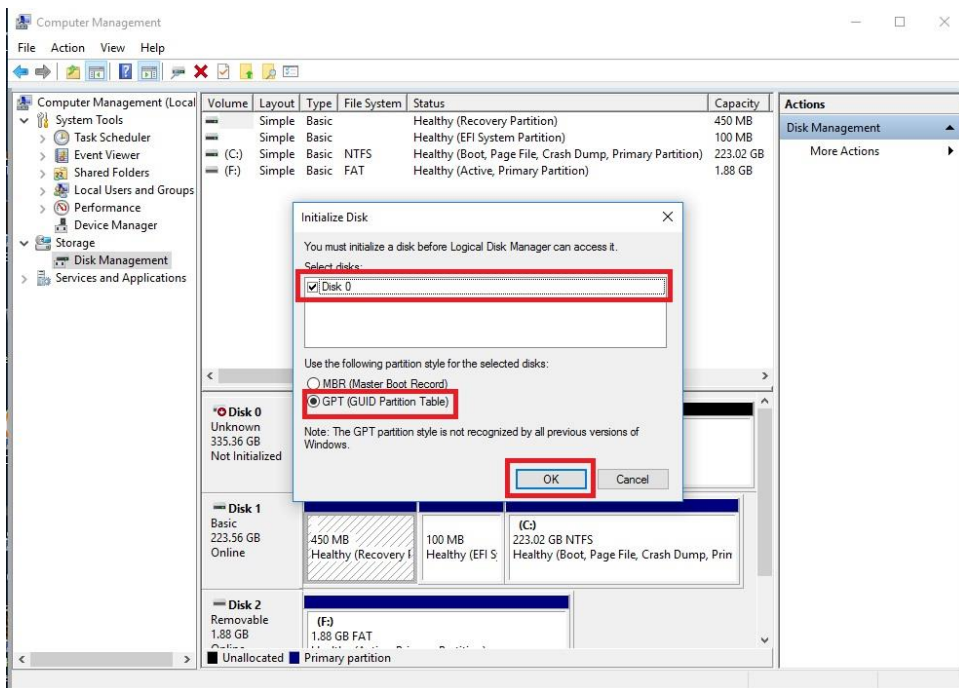 Computer Management
File Action View Help
Computer Management (Local
System Tools
Task Scheduler
Event Viewer
Shared Folders
Local Users and Groups
Performance
Device Manager
Storage
Disk Management
Services and Applications
Volume Layout Type File System Status Capacity
Simple Basic Healthy (Recovery Partition) 450 MB
Simple Basic Healthy (EFI System Partition) 100 MB
(C:) Simple Basic NTFS Healthy (Boot, Page File, Crash Dump, Primary Partition) 223.02 GB
(F:) Simple Basic FAT Healthy (Active, Primary Partition) 1.88 GB
Actions
Disk Management
More Actions
Initialize Disk
You must initialize a disk before Logical Disk Manager can access it.
Select disks:
Disk 0
Use the following partition style for the selected disks:
MBR (Master Boot Record)
GPT (GUID Partition Table)
Note: The GPT partition style is not recognized by all previous versions of
Windows.
OK Cancel
Disk 0
Unknown
335.36 GB
Not Initialized
Disk 1
Basic
223.56 GB
Online
450 MB
Healthy (Recovery
100 MB
Healthy (EFI S
(C:)
223.02 GB NTFS
Healthy (Boot, Page File, Crash Dump, Prin
Disk 2
Removable
1.88 GB
(F:)
1.88 GB FAT
Unallocated Primary partition